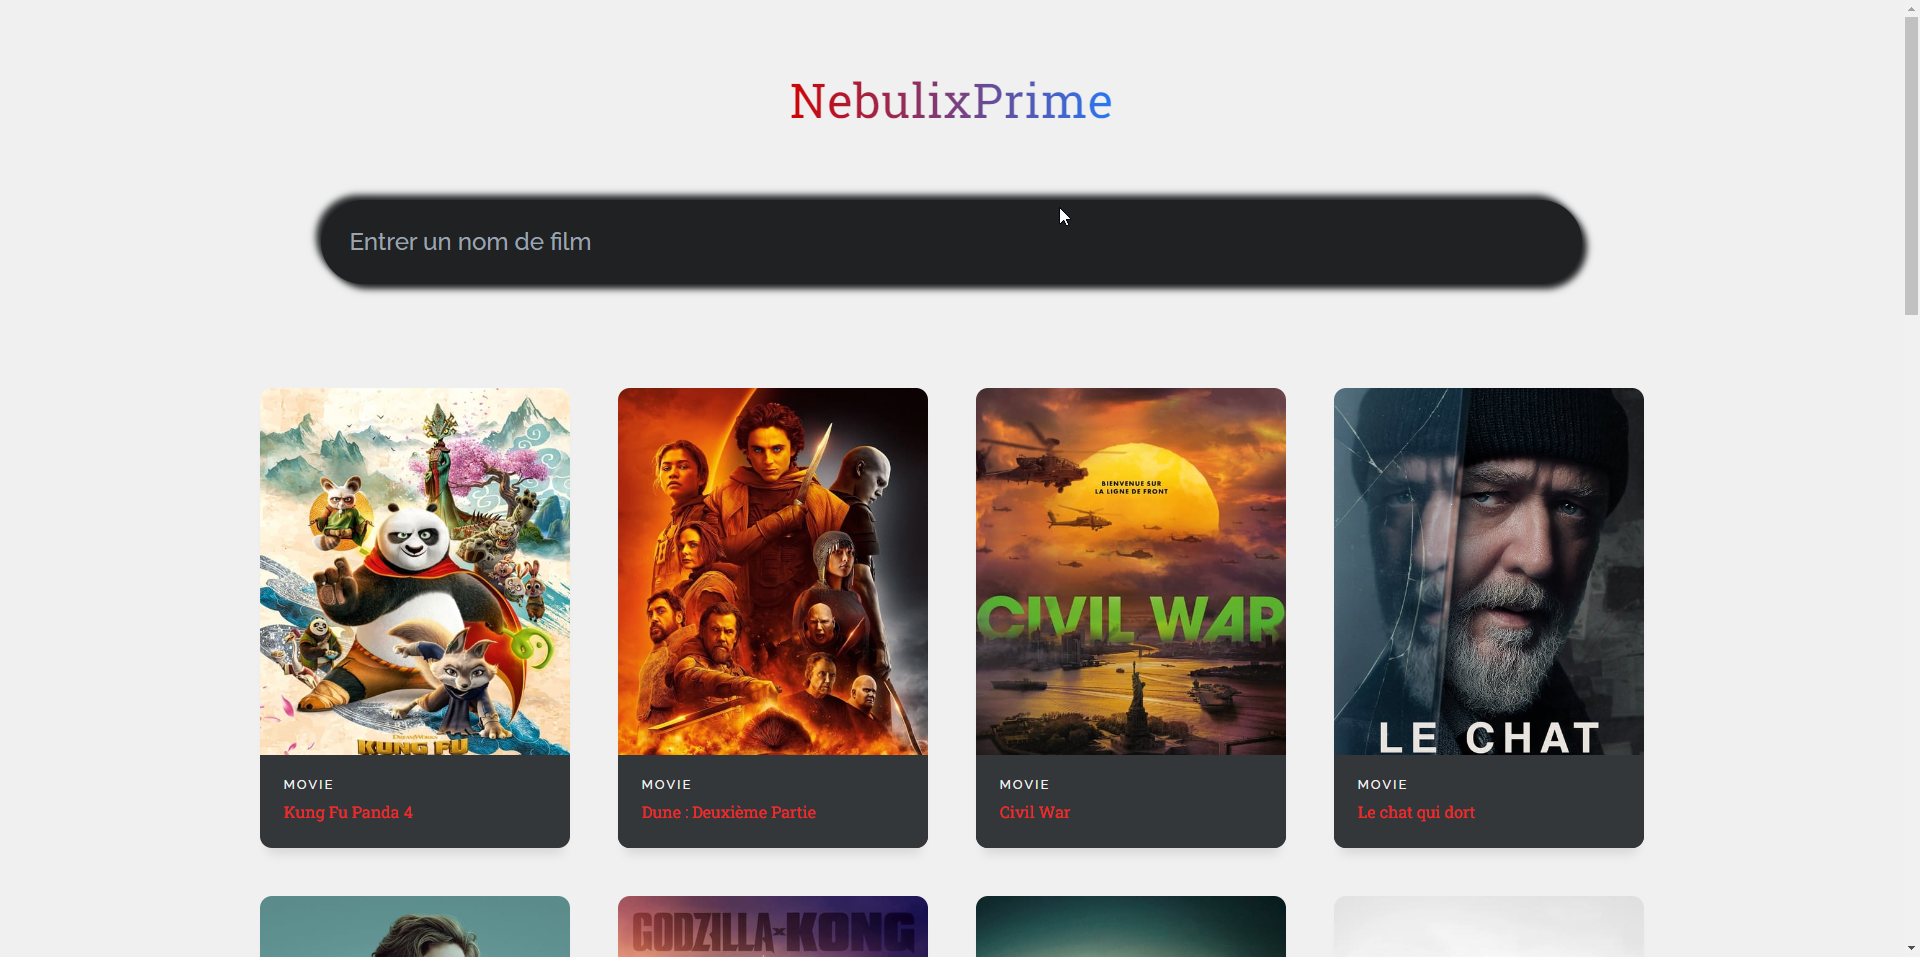 NebulixPrime
Entrer un nom de film
BIENVENUE SUR
LA LIGNE DE FRONT
CIVIL WAR
LE CHAT
DREAMWORKS
KUNG FU
MOVIE
Kung Fu Panda 4
MOVIE
Dune : Deuxième Partie
MOVIE
Civil War
MOVIE
Le chat qui dort
GODZILLA x KONG